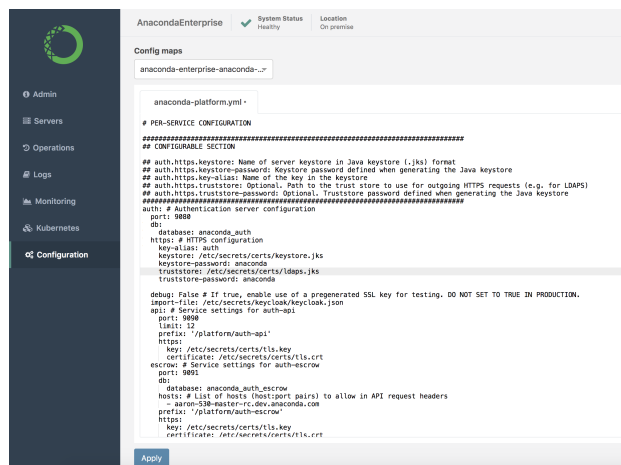 AnacondaEnterprise
System Status
Healthy
Location
On premise
Admin
Servers
Operations
Logs
Monitoring
Kubernetes
Configuration
Config maps
anaconda-enterprise-anaconda-...
anaconda-platform.yml •
# PER-SERVICE CONFIGURATION
################################################################################
## CONFIGURABLE SECTION
## auth.https.keystore: Name of server keystore in Java keystore (.jks) format
## auth.https.keystore-password: Keystore password defined when generating the Java keystore
## auth.https.key-alias: Name of the key in the keystore
## auth.https.truststore: Optional. Path to the trust store to use for outgoing HTTPS requests (e.g. for LDAPS)
## auth.https.truststore-password: Optional. Truststore password defined when generating the Java keystore
################################################################################
auth: # Authentication server configuration
  port: 9080
  db:
    database: anaconda_auth
  https: # HTTPS configuration
    key-alias: auth
    keystore: /etc/secrets/certs/keystore.jks
    keystore-password: anaconda
    truststore: /etc/secrets/certs/ldaps.jks
    truststore-password: anaconda
  debug: False # If true, enable use of a pregenerated SSL key for testing. DO NOT SET TO TRUE IN PRODUCTION.
  import-file: /etc/secrets/keycloak/keycloak.json
  api: # Service settings for auth-api
    port: 9090
    limit: 12
    prefix: '/platform/auth-api'
    https:
      key: /etc/secrets/certs/tls.key
      certificate: /etc/secrets/certs/tls.crt
  escrow: # Service settings for auth-escrow
    port: 9091
    db:
      database: anaconda_auth_escrow
    hosts: # List of hosts (host:port pairs) to allow in API request headers
      - aaron-530-master-rc.dev.anaconda.com
    prefix: '/platform/auth-escrow'
    https:
      key: /etc/secrets/certs/tls.key
      certificate: /etc/secrets/certs/tls.crt
Apply